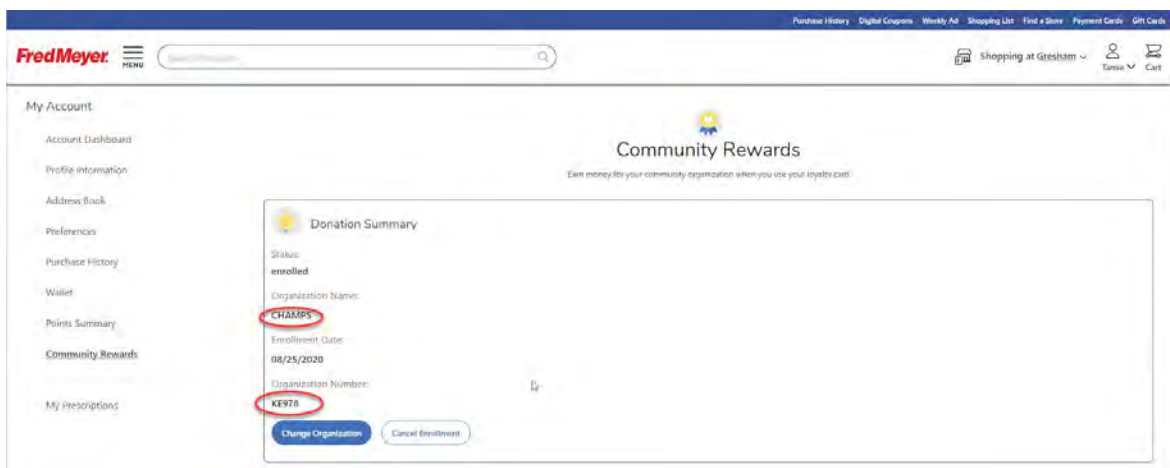 Purchase History Digital Coupons Weekly Ad Shopping List Find a Store Payment Cards Gift Cards
FredMeyer. MENU Shopping at Gresham Cart
My Account
Account Dashboard
Profile Information
Address Book
Preferences
Purchase History
Wallet
Points Summary
Community Rewards
My Prescriptions
Community Rewards
Earn money for your community organization when you use your loyalty card
Donation Summary
Status:
enrolled
Organization Name:
CHAMPS
Enrollment Date:
08/25/2020
Organization Number:
KE978
Change Organization Cancel Enrollment